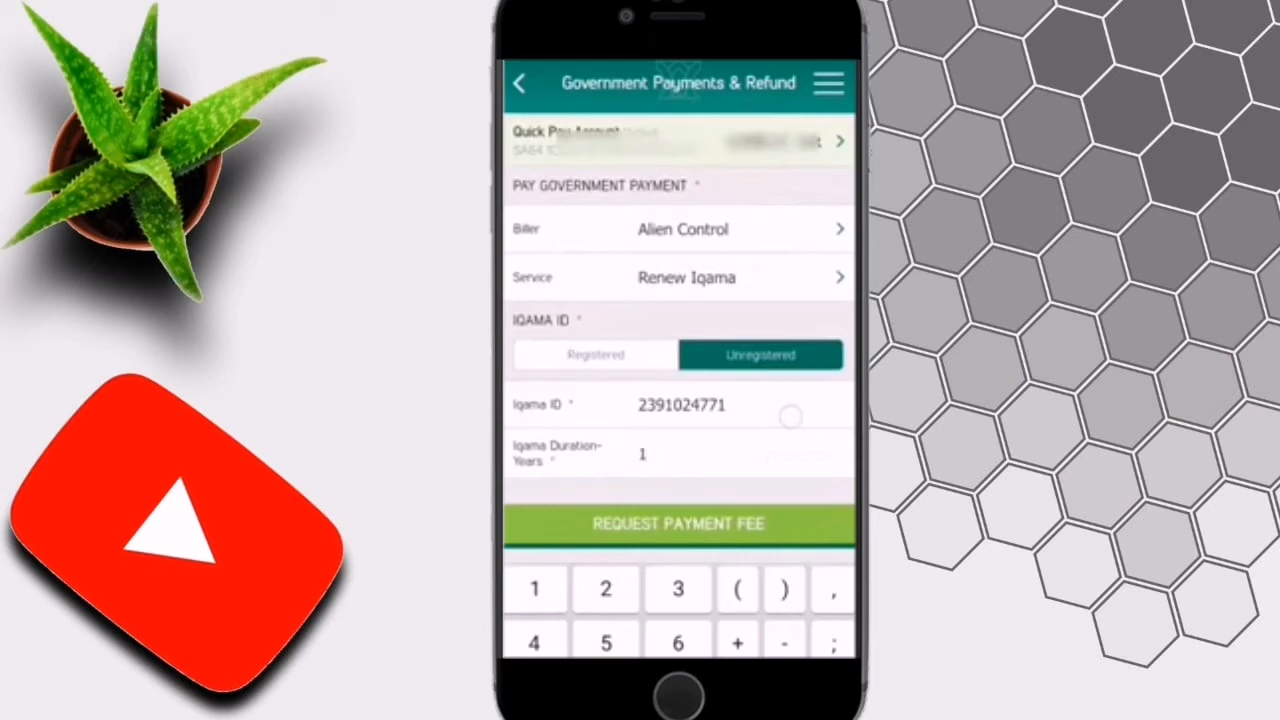 Government Payments & Refund
Quick Pay Account
SA64
PAY GOVERNMENT PAYMENT *
Biller Alien Control
Service Renew Iqama
IQAMA ID *
Registered Unregistered
Iqama ID * 2391024771
Iqama Duration-
Years * 1
REQUEST PAYMENT FEE
1 2 3 ( ) ,
4 5 6 + - ;